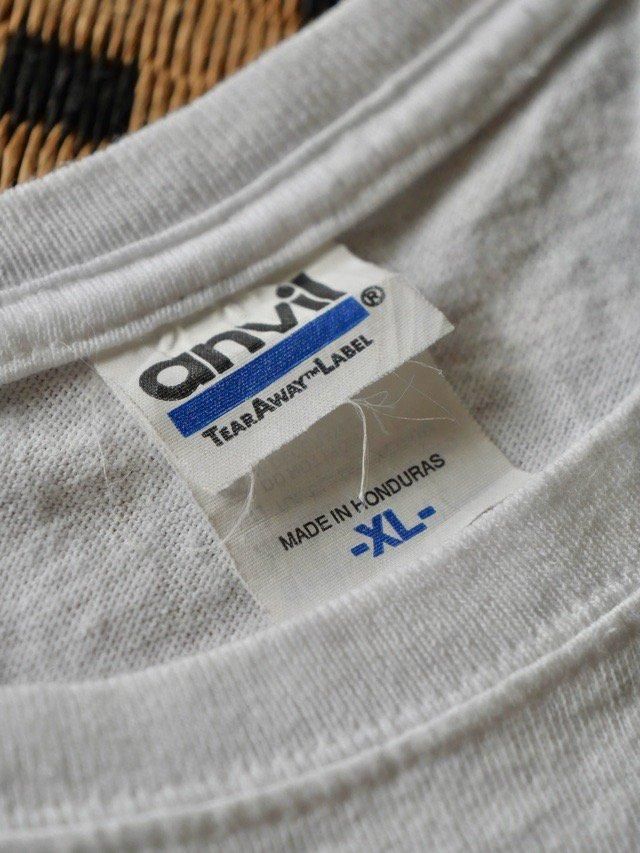 anvil®
TEARAWAY™LABEL
MADE IN HONDURAS
-XL-